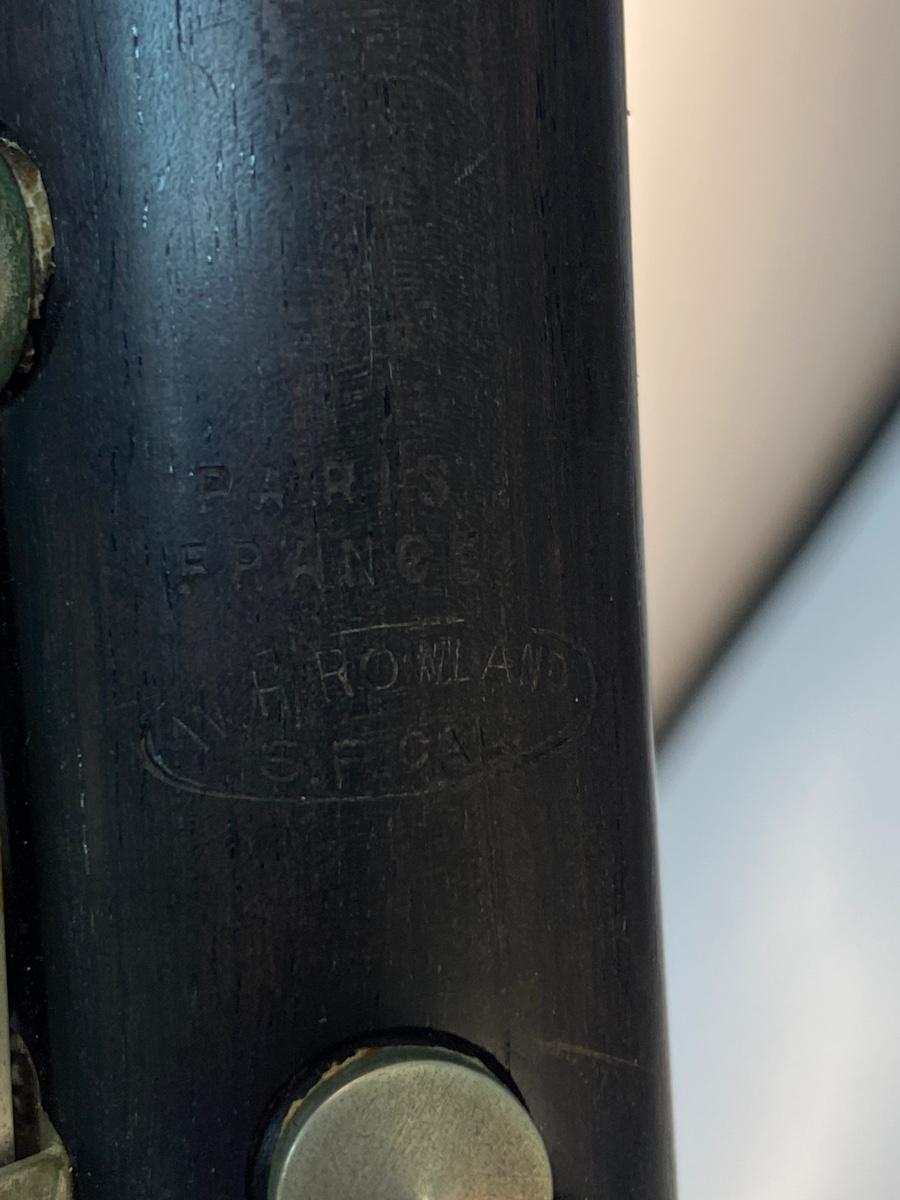 PARIS
FRANCE
W. H. ROWLAND
S.F. CAL.